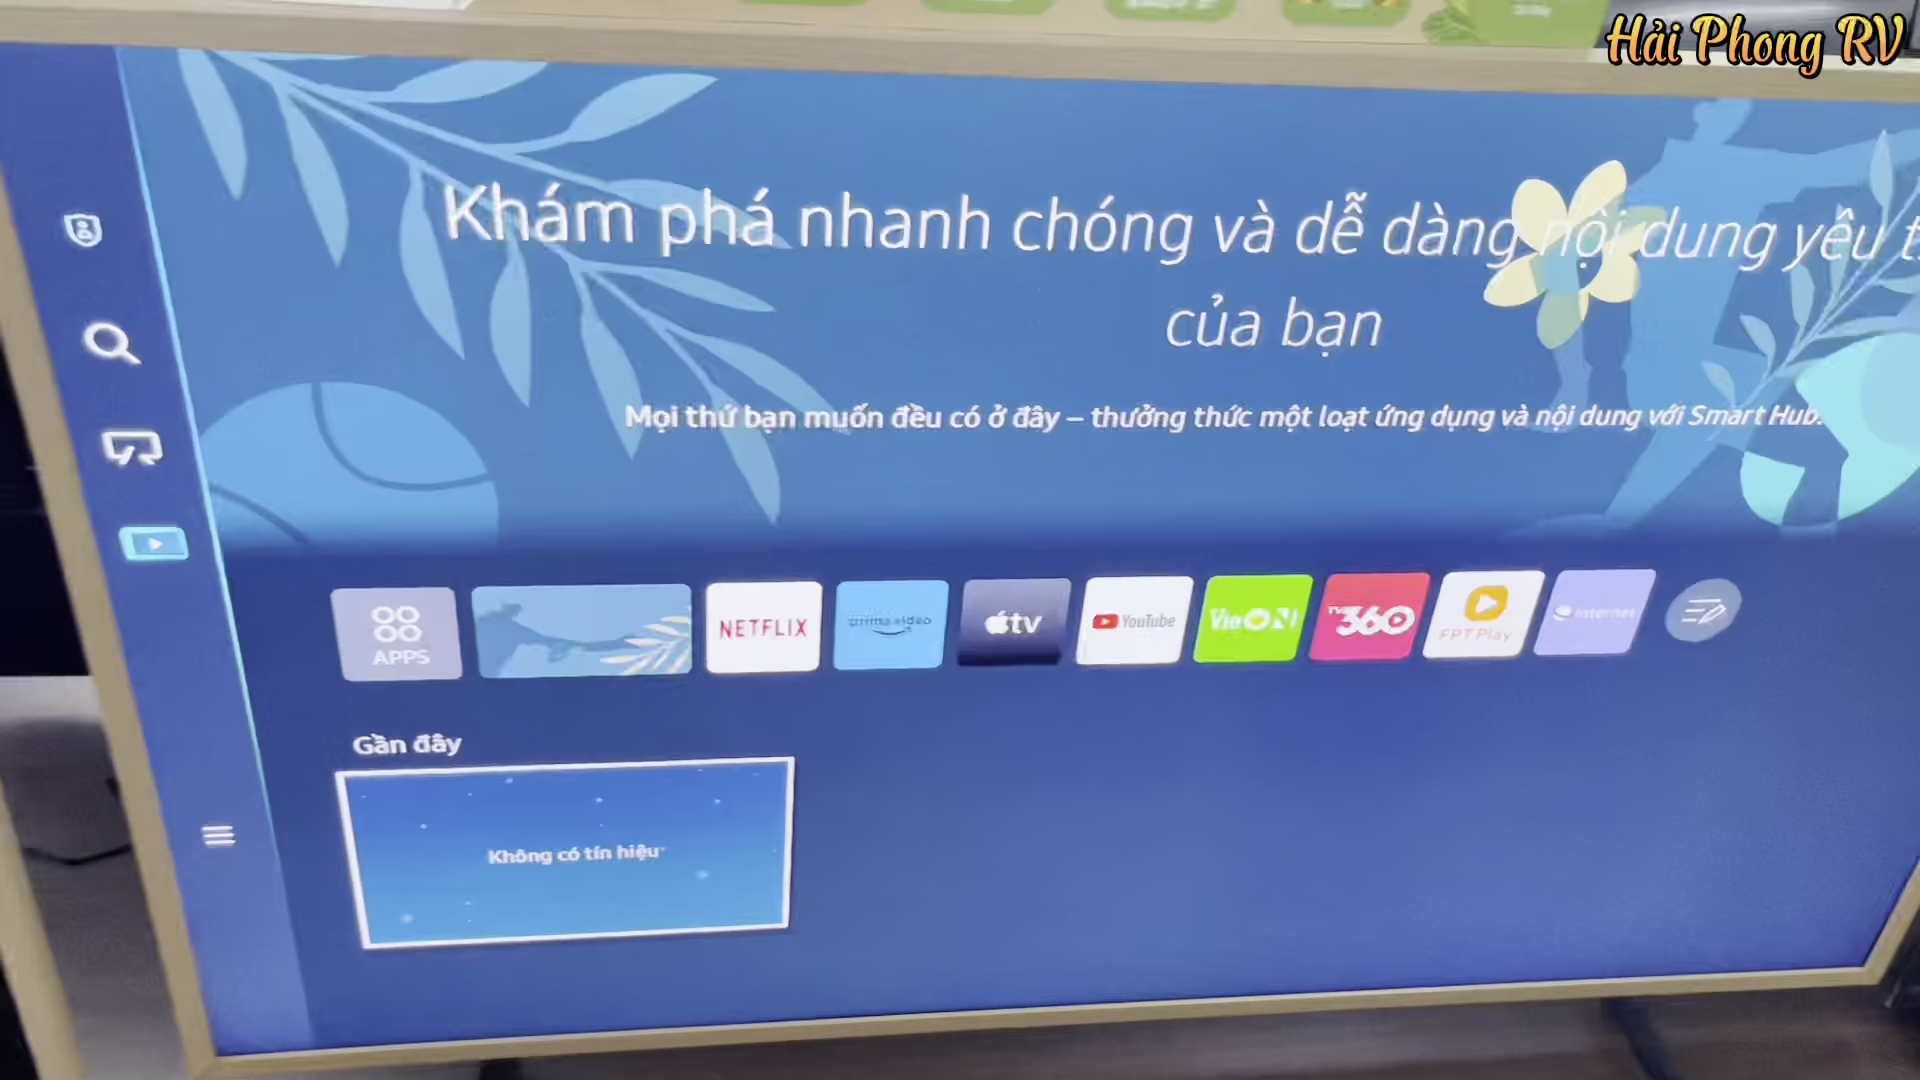 Hải Phong RV
Khám phá nhanh chóng và dễ dàng nội dung yêu t
của bạn
Mọi thứ bạn muốn đều có ở đây – thưởng thức một loạt ứng dụng và nội dung với Smart Hub.
APPS
NETFLIX
prime video
tv
YouTube
VieON
TV360
FPT Play
internet
Gần đây
Không có tín hiệu